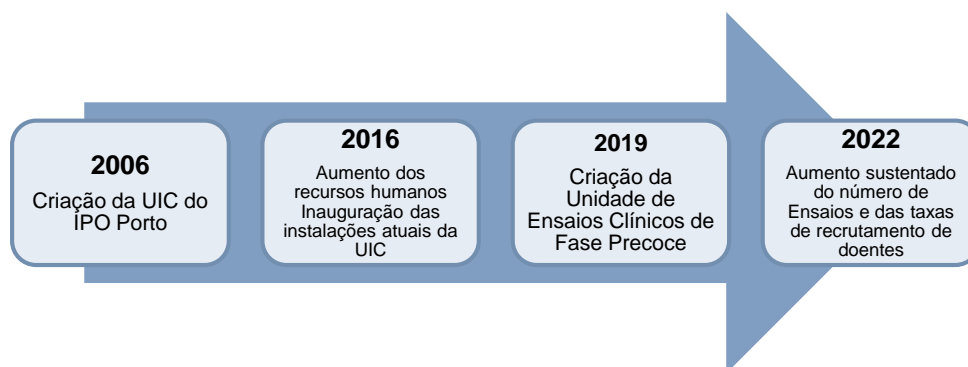 2006
Criação da UIC do
IPO Porto
2016
Aumento dos
recursos humanos
Inauguração das
instalações atuais da
UIC
2019
Criação da
Unidade de
Ensaios Clínicos de
Fase Precoce
2022
Aumento sustentado
do número de
Ensaios e das taxas
de recrutamento de
doentes